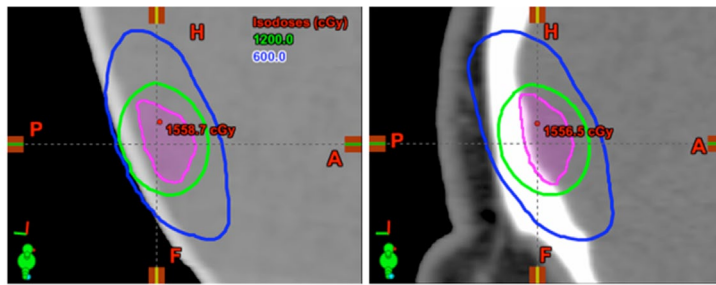 H
Isodoses (cGy)
1200.0
600.0
P
1558.7 cGy
A
F
H
P
1556.5 cGy
A
F